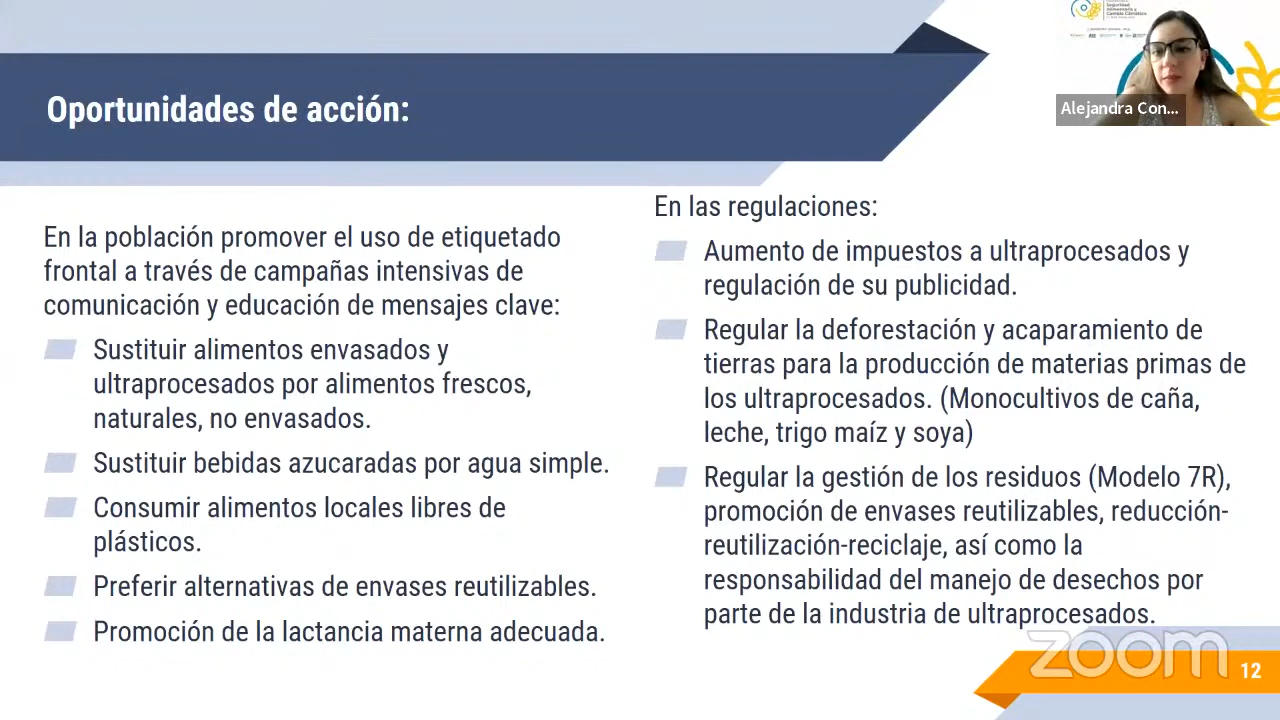 Oportunidades de acción:
Seguridad
Alimentaria y
Cambio Climático
Alejandra Con...
En la población promover el uso de etiquetado
frontal a través de campañas intensivas de
comunicación y educación de mensajes clave:
Sustituir alimentos envasados y
ultraprocesados por alimentos frescos,
naturales, no envasados.
Sustituir bebidas azucaradas por agua simple.
Consumir alimentos locales libres de
plásticos.
Preferir alternativas de envases reutilizables.
Promoción de la lactancia materna adecuada.
En las regulaciones:
Aumento de impuestos a ultraprocesados y
regulación de su publicidad.
Regular la deforestación y acaparamiento de
tierras para la producción de materias primas de
los ultraprocesados. (Monocultivos de caña,
leche, trigo maíz y soya)
Regular la gestión de los residuos (Modelo 7R),
promoción de envases reutilizables, reducción-
reutilización-reciclaje, así como la
responsabilidad del manejo de desechos por
parte de la industria de ultraprocesados.
zoom
12